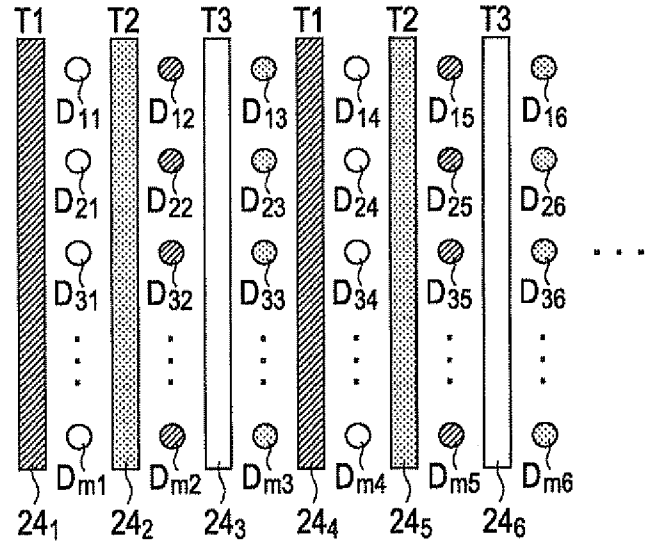 T1 T2 T3 T1 T2 T3
D11 D12 D13 D14 D15 D16
D21 D22 D23 D24 D25 D26
D31 D32 D33 D34 D35 D36
Dm1 Dm2 Dm3 Dm4 Dm5 Dm6
241 242 243 244 245 246